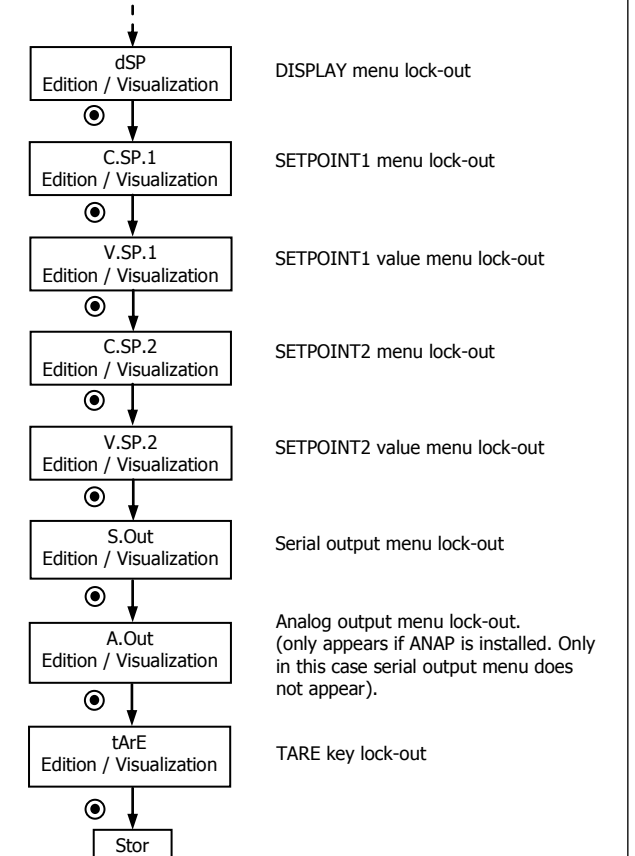 dSP
Edition / Visualization
DISPLAY menu lock-out
C.SP.1
Edition / Visualization
SETPOINT1 menu lock-out
V.SP.1
Edition / Visualization
SETPOINT1 value menu lock-out
C.SP.2
Edition / Visualization
SETPOINT2 menu lock-out
V.SP.2
Edition / Visualization
SETPOINT2 value menu lock-out
S.Out
Edition / Visualization
Serial output menu lock-out
A.Out
Edition / Visualization
Analog output menu lock-out.
(only appears if ANAP is installed. Only
in this case serial output menu does
not appear).
tArE
Edition / Visualization
TARE key lock-out
Stor